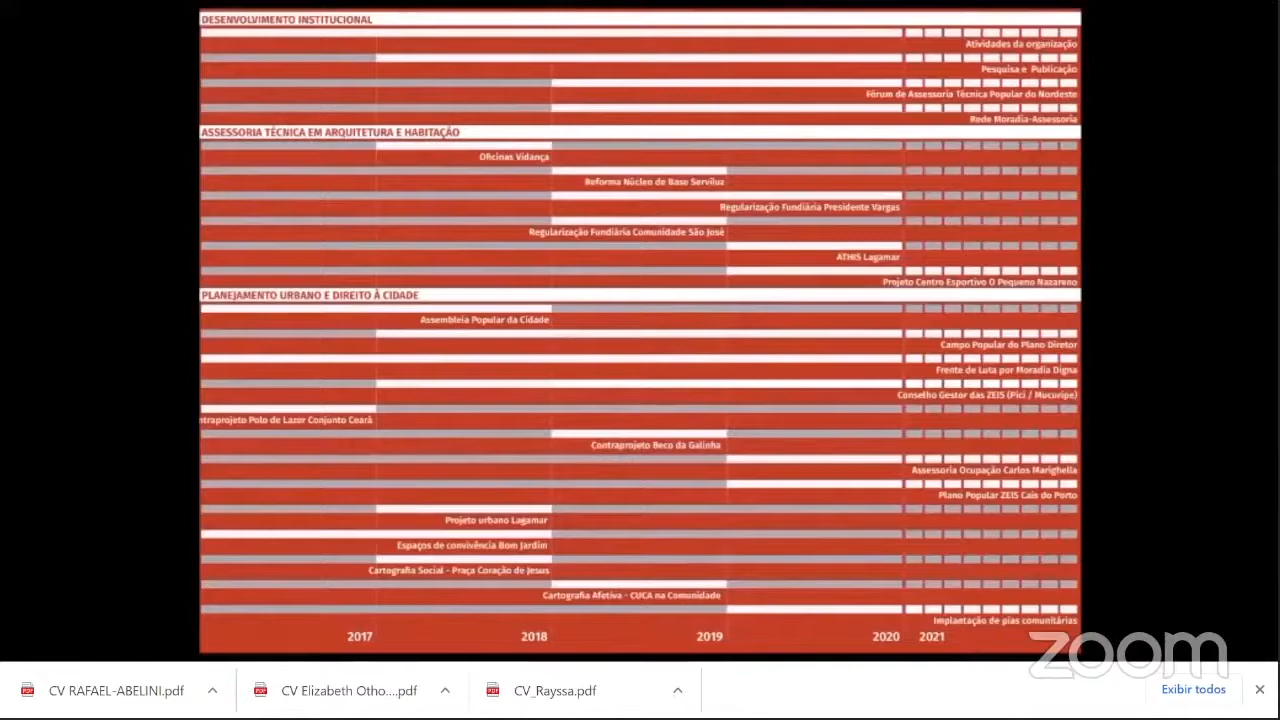 DESENVOLVIMENTO INSTITUCIONAL
Atividades da organização
Pesquisa e Publicação
Fórum de Assessoria Técnica Popular do Nordeste
Rede Moradia-Assessoria
ASSESSORIA TÉCNICA EM ARQUITETURA E HABITAÇÃO
Oficinas Vidança
Reforma Núcleo de Base Serviluz
Regularização Fundiária Presidente Vargas
Regularização Fundiária Comunidade São José
ATHIS Lagamar
Projeto Centro Esportivo O Pequeno Nazareno
PLANEJAMENTO URBANO E DIREITO À CIDADE
Assembleia Popular da Cidade
Campo Popular do Plano Diretor
Frente de Luta por Moradia Digna
Conselho Gestor das ZEIS (Pici / Mucuripe)
ntraprojeto Polo de Lazer Conjunto Ceará
Contraprojeto Beco da Galinha
Assessoria Ocupação Carlos Marighella
Plano Popular ZEIS Cais do Porto
Projeto urbano Lagamar
Espaços de convivência Bom Jardim
Cartografia Social - Praça Coração de Jesus
Cartografia Afetiva - CUCA na Comunidade
Implantação de pias comunitárias
2017 2018 2019 2020 2021
zoom
CV RAFAEL-ABELINI.pdf CV Elizabeth Otho....pdf CV_Rayssa.pdf Exibir todos